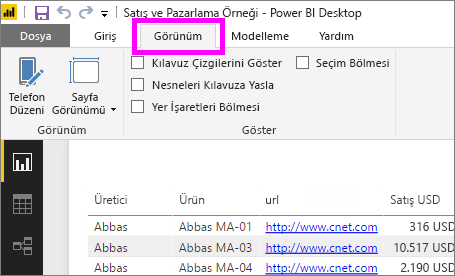 Satış ve Pazarlama Örneği - Power BI Desktop
Dosya Giriş Görünüm Modelleme Yardım
Telefon Düzeni
Sayfa Görünümü
Kılavuz Çizgilerini Göster Seçim Bölmesi
Nesneleri Kılavuza Yasla
Yer İşaretleri Bölmesi
Görünüm Göster
Üretici Ürün url Satış USD
Abbas Abbas MA-01 http://www.cnet.com 316 USD
Abbas Abbas MA-03 http://www.cnet.com 10.517 USD
Abbas Abbas MA-04 http://www.cnet.com 2.190 USD